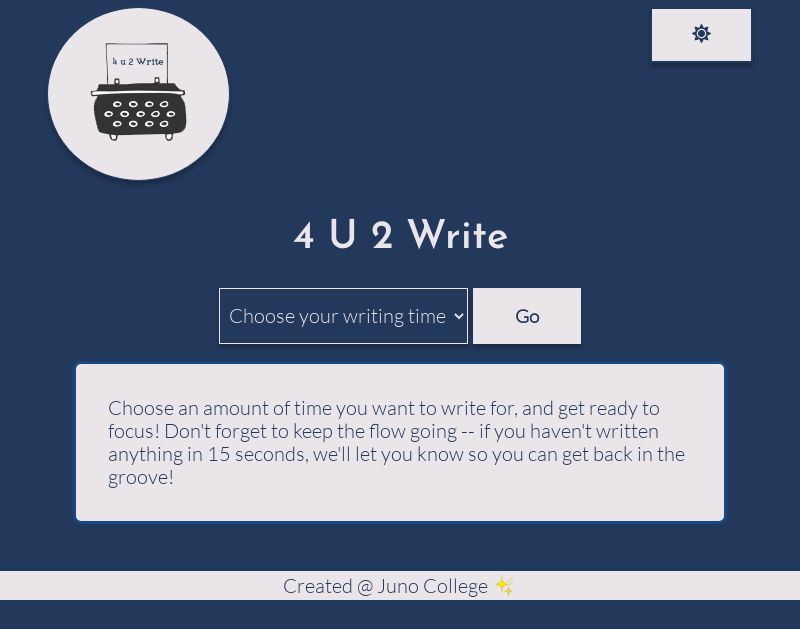 4 u 2 Write
4 U 2 Write
Choose your writing time
Go
Choose an amount of time you want to write for, and get ready to
focus! Don't forget to keep the flow going -- if you haven't written
anything in 15 seconds, we'll let you know so you can get back in the
groove!
Created @ Juno College ✨